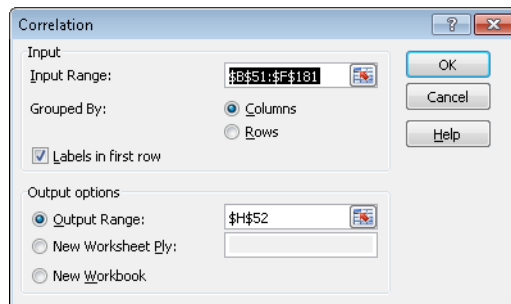 Correlation
Input
Input Range:
$B$51:$F$181
OK
Grouped By:
Columns
Cancel
Rows
Help
Labels in first row
Output options
Output Range:
$H$52
New Worksheet Ply:
New Workbook